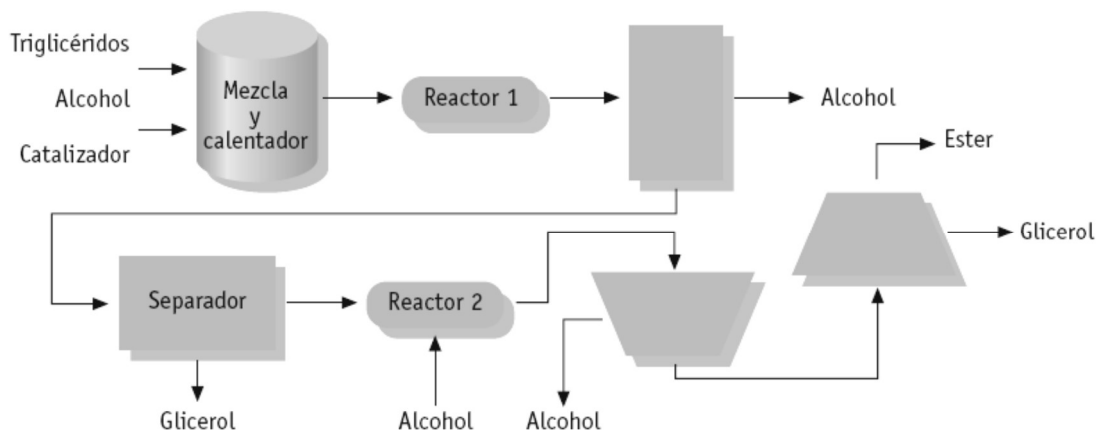 Triglicéridos
Alcohol
Catalizador
Mezcla
y
calentador
Reactor 1
Alcohol
Ester
Glicerol
Separador
Reactor 2
Glicerol
Alcohol
Alcohol